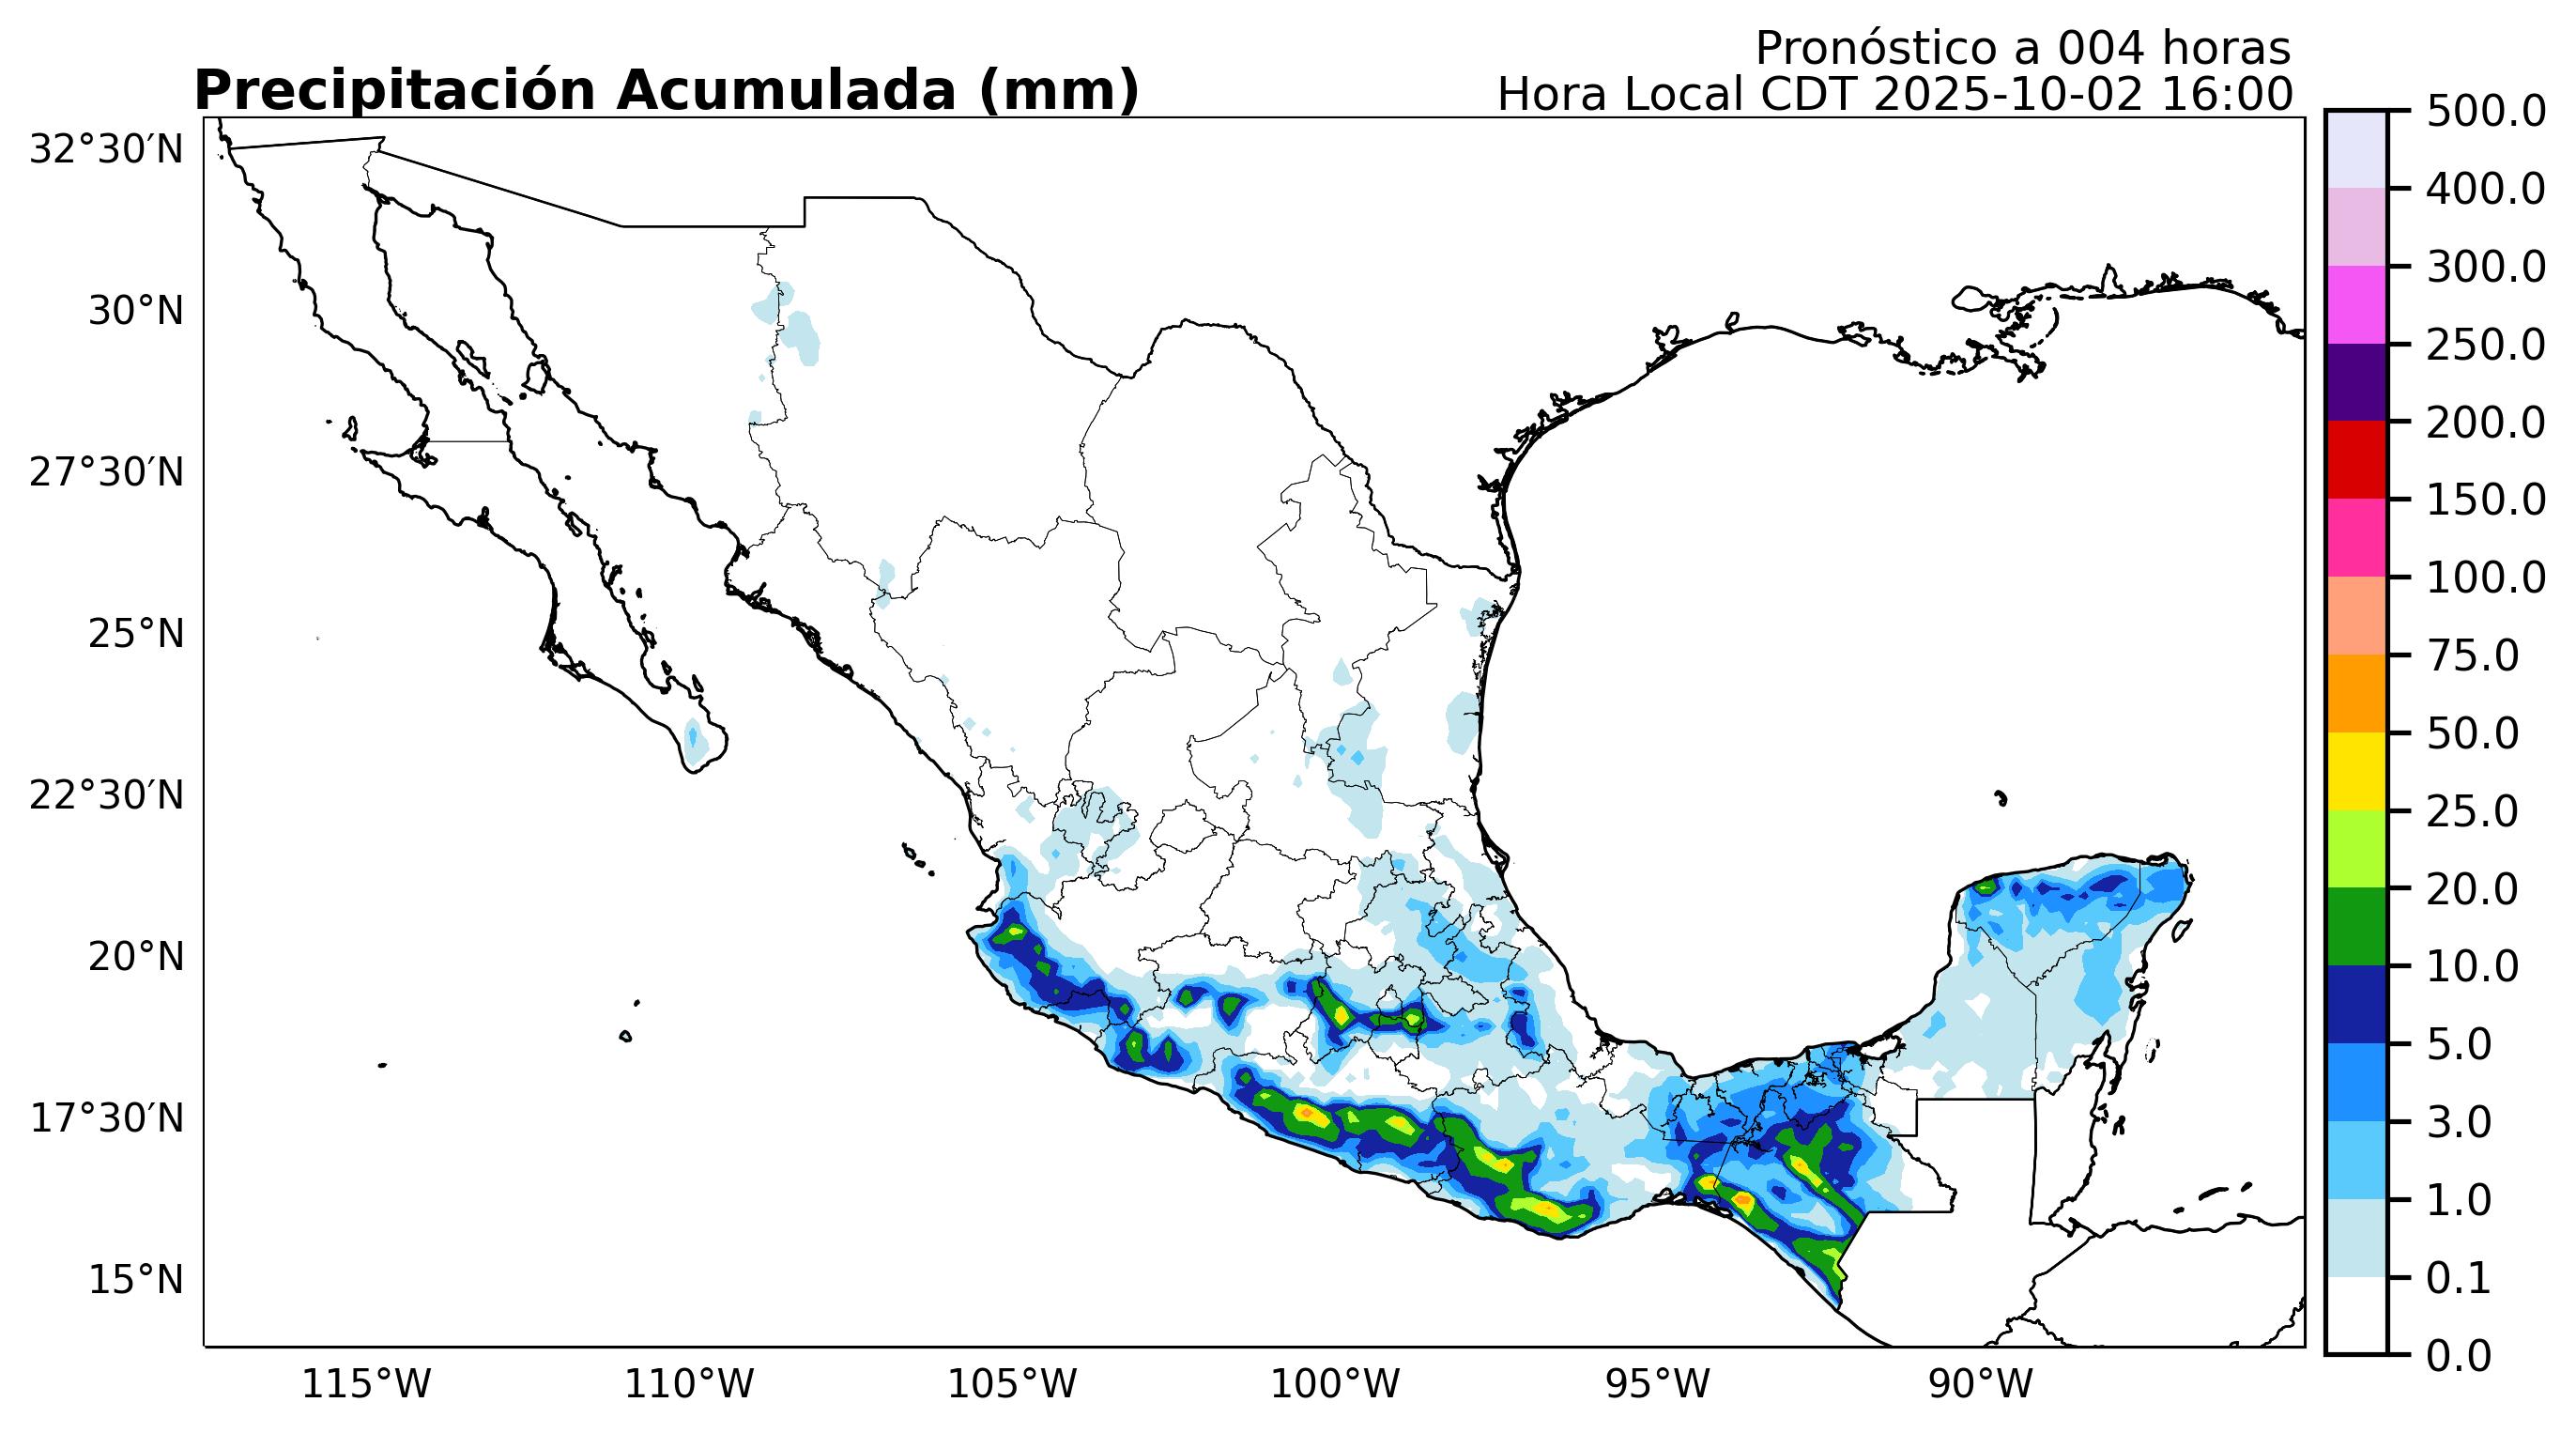 Pronóstico a 004 horas
Precipitación Acumulada (mm)
Hora Local CDT 2025-10-02 16:00
32°30′N
30°N
27°30′N
25°N
22°30′N
20°N
17°30′N
15°N
115°W
110°W
105°W
100°W
95°W
90°W
500.0
400.0
300.0
250.0
200.0
150.0
100.0
75.0
50.0
25.0
20.0
10.0
5.0
3.0
1.0
0.1
0.0